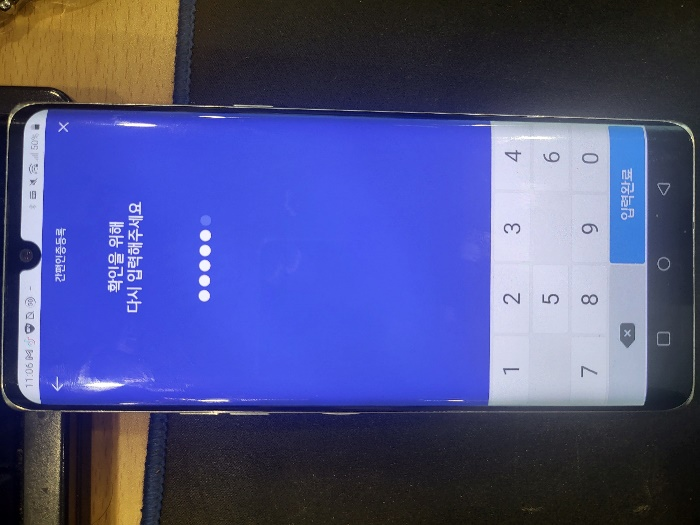 11:06
50%
간편인증등록
확인을 위해
다시 입력해주세요
1 2 3 4
5 6
7 8 9 0
입력완료